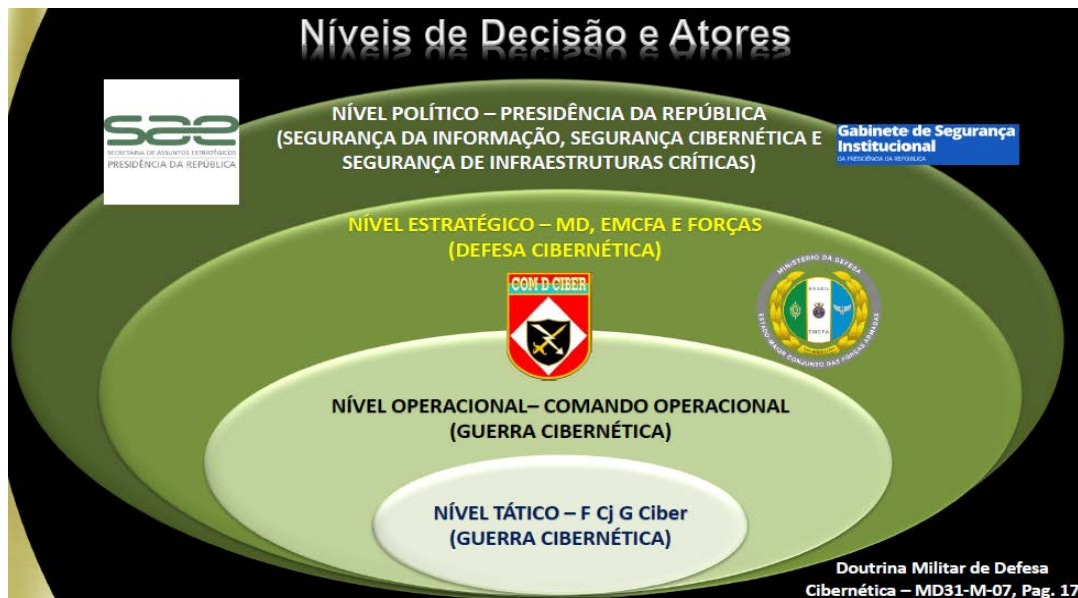 Níveis de Decisão e Atores
sae
SECRETARIA DE ASSUNTOS ESTRATÉGICOS
PRESIDÊNCIA DA REPÚBLICA
NÍVEL POLÍTICO – PRESIDÊNCIA DA REPÚBLICA
(SEGURANÇA DA INFORMAÇÃO, SEGURANÇA CIBERNÉTICA E
SEGURANÇA DE INFRAESTRUTURAS CRÍTICAS)
Gabinete de Segurança
Institucional
DA PRESIDÊNCIA DA REPÚBLICA
NÍVEL ESTRATÉGICO – MD, EMCFA E FORÇAS
(DEFESA CIBERNÉTICA)
COM D CIBER
MINISTÉRIO DA DEFESA
BRASIL
EMCFA
ESTADO MAIOR CONJUNTO DAS FORÇAS ARMADAS
NÍVEL OPERACIONAL– COMANDO OPERACIONAL
(GUERRA CIBERNÉTICA)
NÍVEL TÁTICO – F Cj G Ciber
(GUERRA CIBERNÉTICA)
Doutrina Militar de Defesa
Cibernética – MD31-M-07, Pag. 17